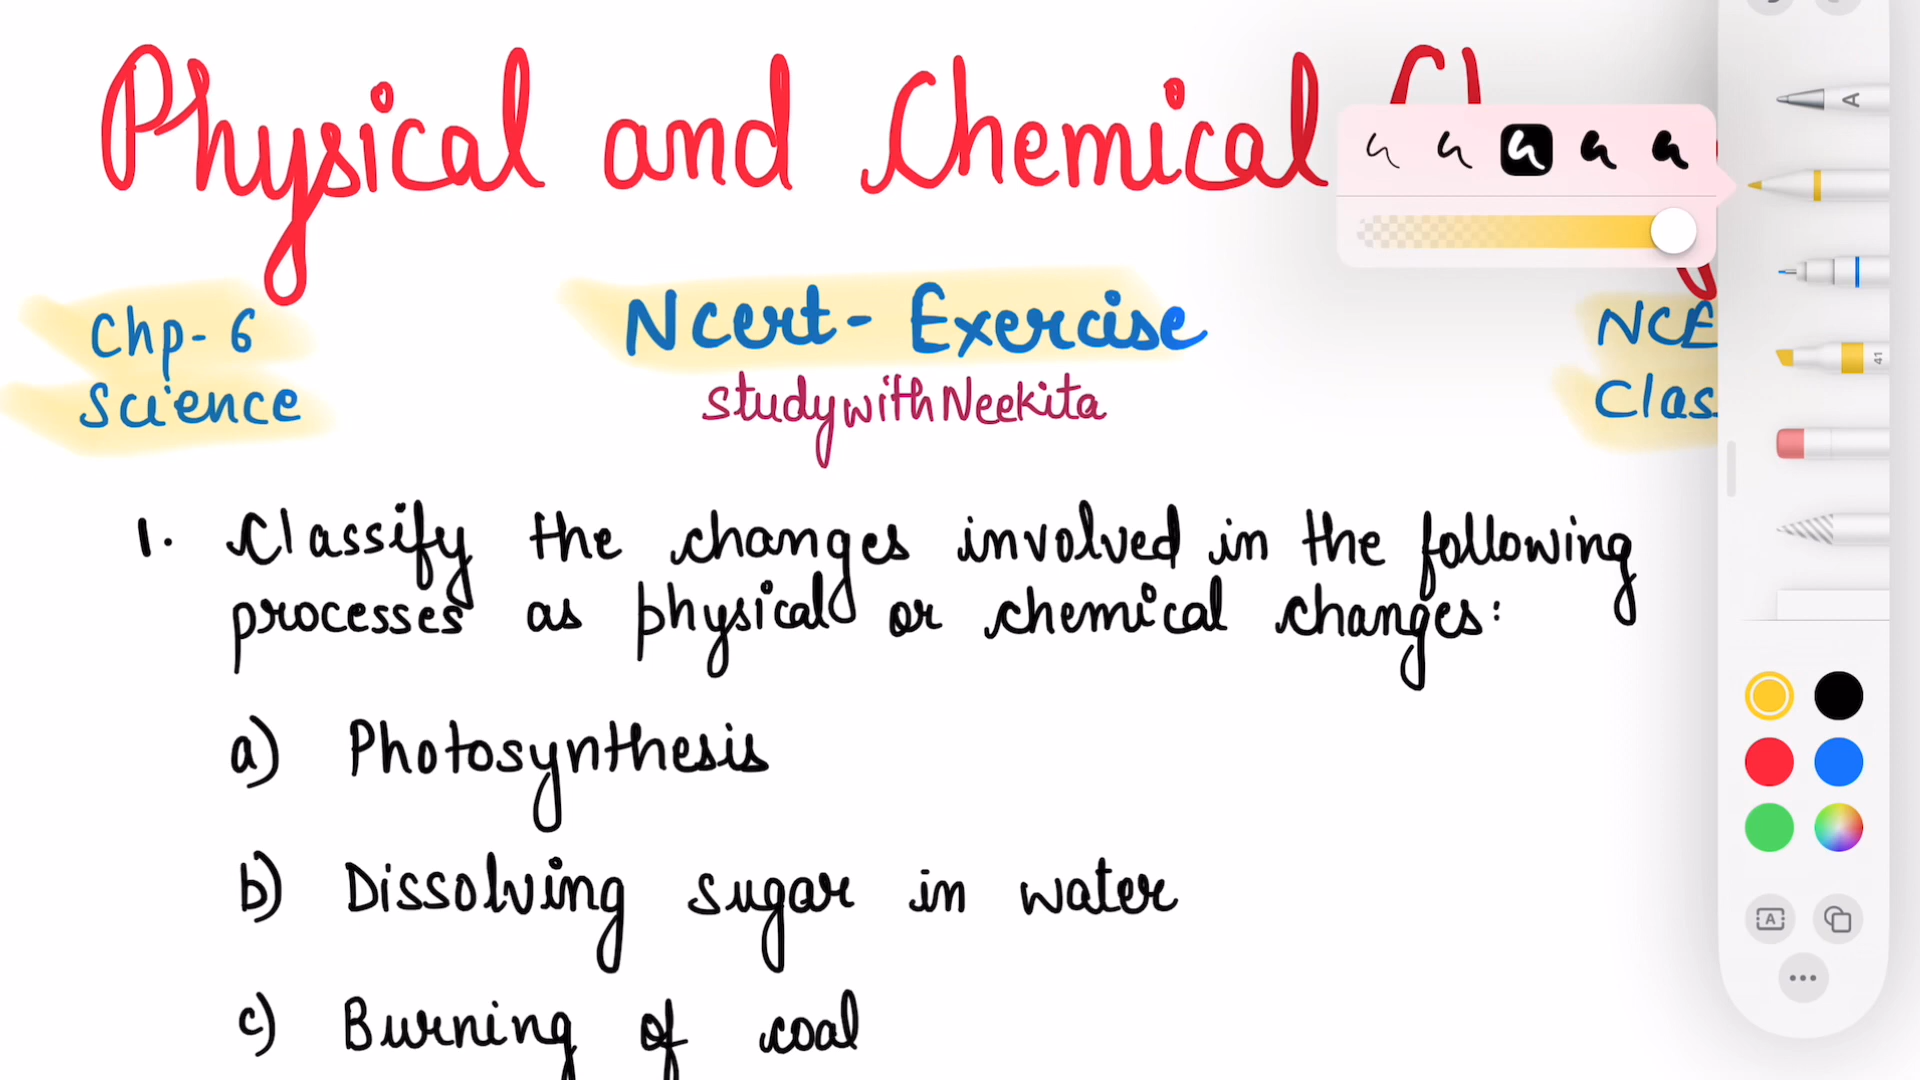 Physical and Chemical
Chp- 6
Science
Ncert- Exercise
studywithNeekita
NCE
Clas
1. Classify the changes involved in the following
processes as physical or chemical changes:
a) Photosynthesis
b) Dissolving sugar in water
c) Burning of coal
A
41
A